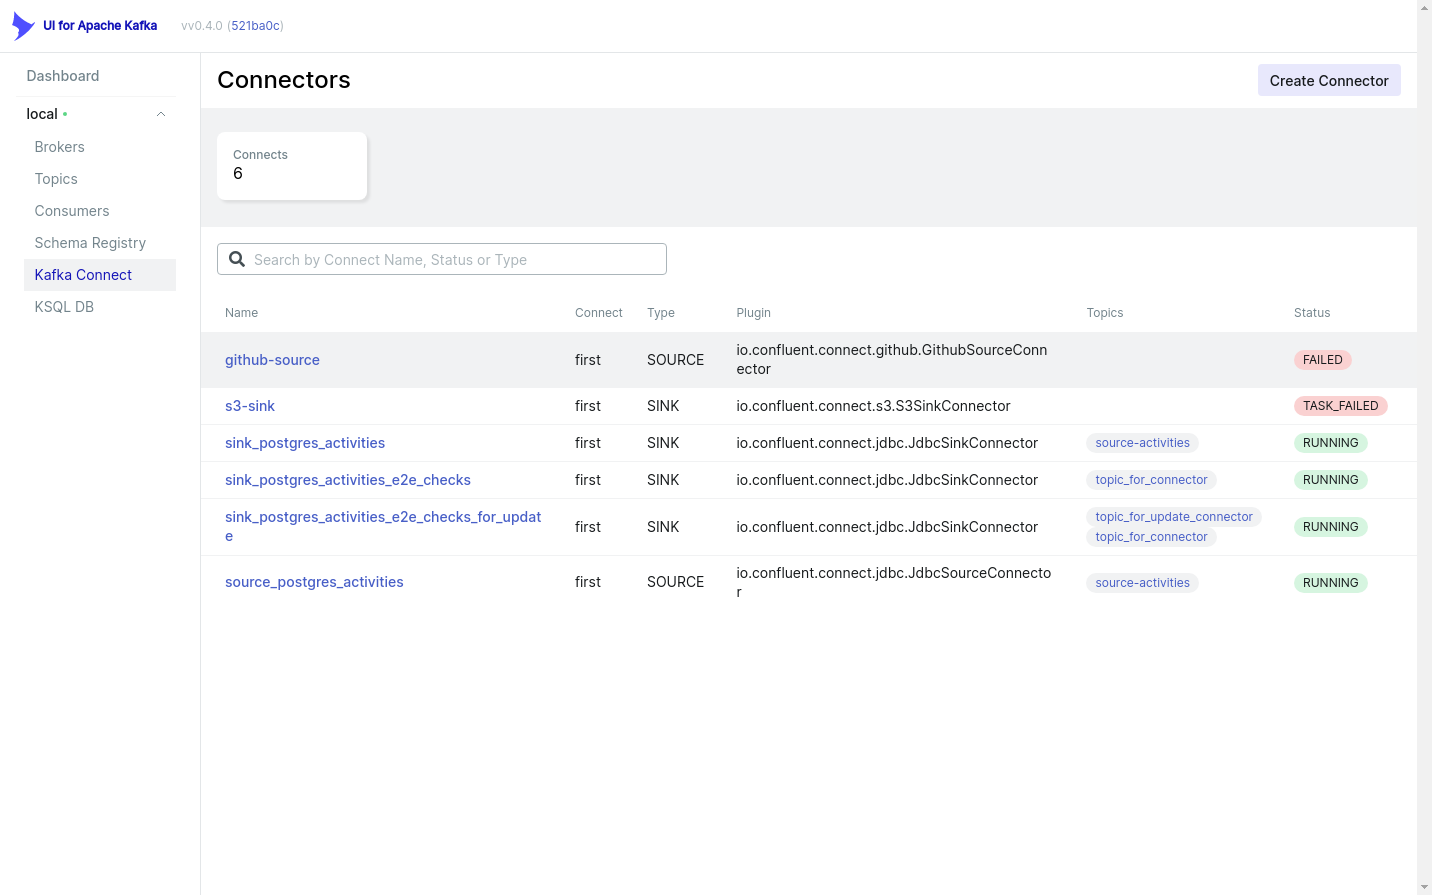 UI for Apache Kafka vv0.4.0 (521ba0c)
Dashboard
local
Brokers
Topics
Consumers
Schema Registry
Kafka Connect
KSQL DB
Connectors
Create Connector
Connects
6
Search by Connect Name, Status or Type
Name Connect Type Plugin Topics Status
github-source first SOURCE io.confluent.connect.github.GithubSourceConn
ector FAILED
s3-sink first SINK io.confluent.connect.s3.S3SinkConnector TASK_FAILED
sink_postgres_activities first SINK io.confluent.connect.jdbc.JdbcSinkConnector source-activities RUNNING
sink_postgres_activities_e2e_checks first SINK io.confluent.connect.jdbc.JdbcSinkConnector topic_for_connector RUNNING
sink_postgres_activities_e2e_checks_for_updat
e first SINK io.confluent.connect.jdbc.JdbcSinkConnector topic_for_update_connector
topic_for_connector RUNNING
source_postgres_activities first SOURCE io.confluent.connect.jdbc.JdbcSourceConnecto
r source-activities RUNNING